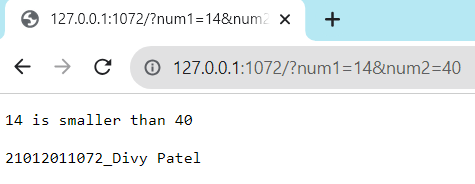 127.0.0.1:1072/?num1=14&num2
127.0.0.1:1072/?num1=14&num2=40
14 is smaller than 40
21012011072_Divy Patel